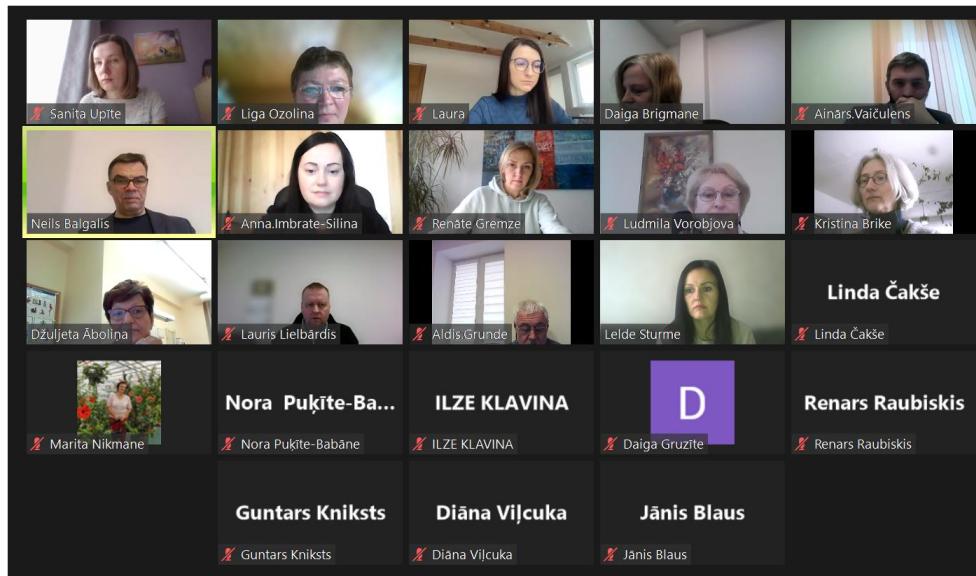 Sanita Upīte
Liga Ozolina
Laura
Daiga Brigmane
Ainārs.Vaičulens
Neils Balgalis
Anna.Imbrate-Silina
Renāte Gremze
Ludmila Vorobjova
Kristina Brike
Džuljeta Āboliņa
Lauris Lielbārdis
Aldis.Grunde
Lelde Sturme
Linda Čakše
Linda Čakše
Marita Nikmane
Nora Puķīte-Ba...
Nora Puķīte-Babāne
ILZE KLAVINA
ILZE KLAVINA
D
Daiga Gruzīte
Renars Raubiskis
Renars Raubiskis
Guntars Kniksts
Guntars Kniksts
Diāna Viļcuka
Diāna Viļcuka
Jānis Blaus
Jānis Blaus